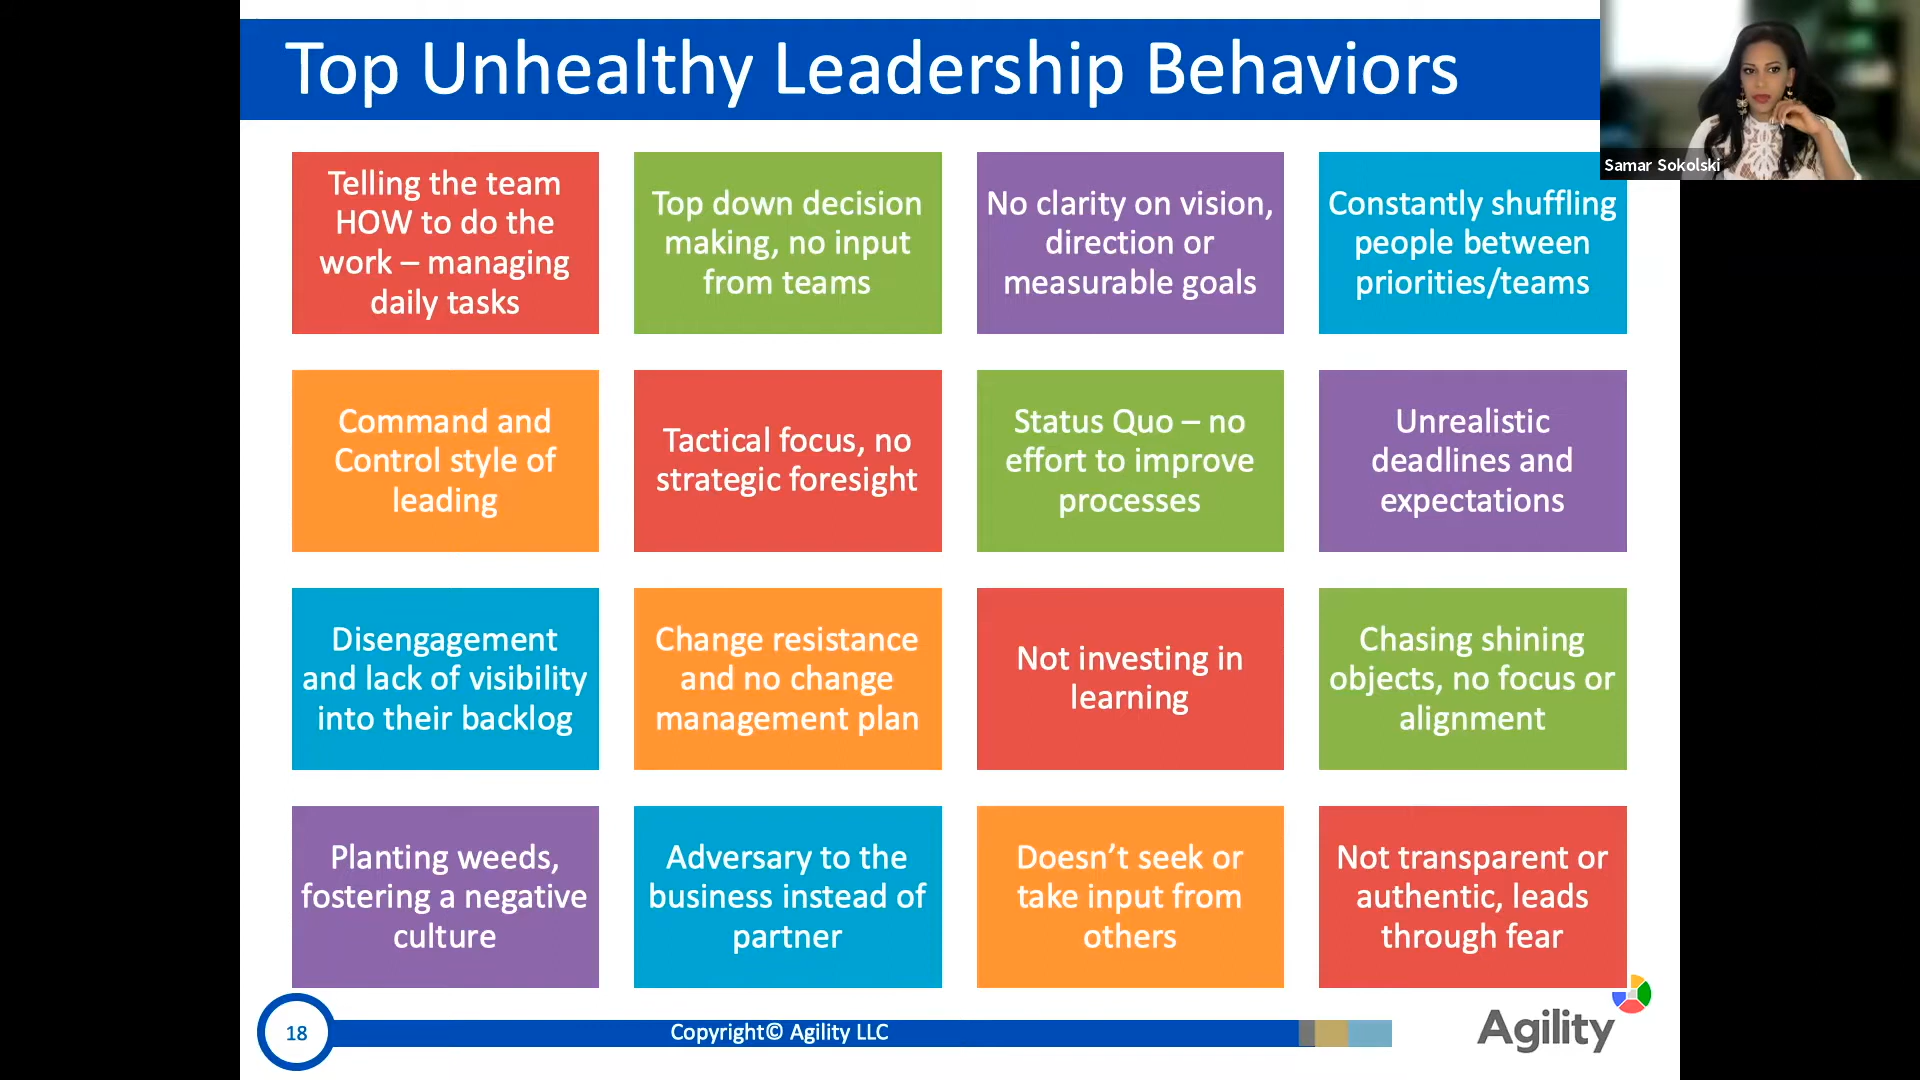 Top Unhealthy Leadership Behaviors
Samar Sokolski
Telling the team
HOW to do the
work – managing
daily tasks
Top down decision
making, no input
from teams
No clarity on vision,
direction or
measurable goals
Constantly shuffling
people between
priorities/teams
Command and
Control style of
leading
Tactical focus, no
strategic foresight
Status Quo – no
effort to improve
processes
Unrealistic
deadlines and
expectations
Disengagement
and lack of visibility
into their backlog
Change resistance
and no change
management plan
Not investing in
learning
Chasing shining
objects, no focus or
alignment
Planting weeds,
fostering a negative
culture
Adversary to the
business instead of
partner
Doesn’t seek or
take input from
others
Not transparent or
authentic, leads
through fear
18
Copyright© Agility LLC
Agility